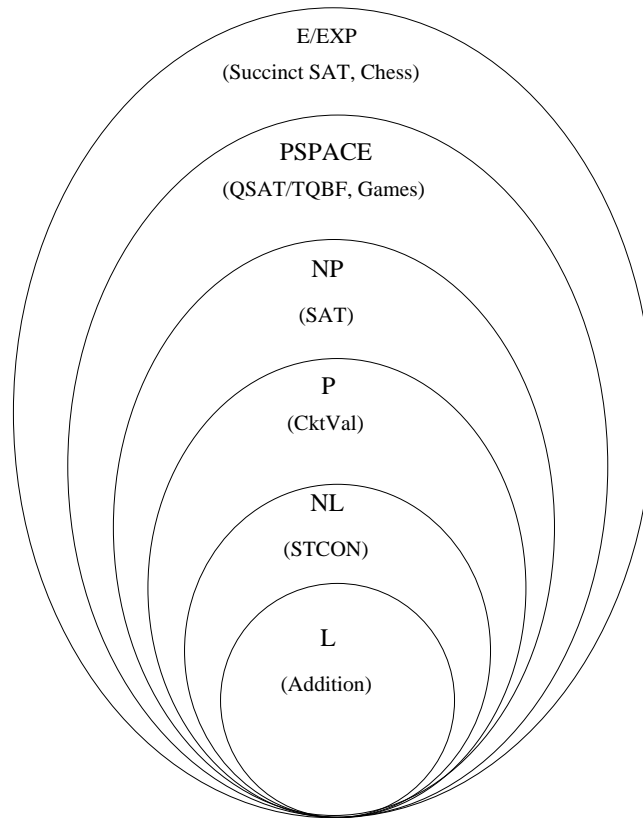 E/EXP
(Succinct SAT, Chess)
PSPACE
(QSAT/TQBF, Games)
NP
(SAT)
P
(CktVal)
NL
(STCON)
L
(Addition)